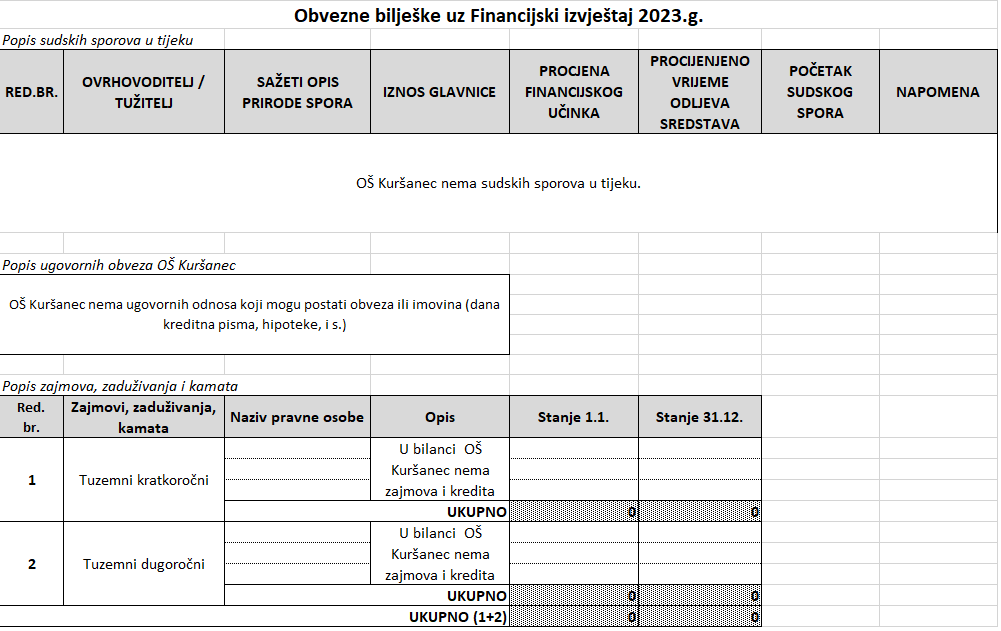 Obvezne bilješke uz Financijski izvještaj 2023.g.
Popis sudskih sporova u tijeku
RED.BR.
OVRHOVODITELJ /
TUŽITELJ
SAŽETI OPIS
PRIRODE SPORA
IZNOS GLAVNICE
PROCJENA
FINANCIJSKOG
UČINKA
PROCIJENJENO
VRIJEME
ODLJEVA
SREDSTAVA
POČETAK
SUDSKOG
SPORA
NAPOMENA
OŠ Kuršanec nema sudskih sporova u tijeku.
Popis ugovornih obveza OŠ Kuršanec
OŠ Kuršanec nema ugovornih odnosa koji mogu postati obveza ili imovina (dana
kreditna pisma, hipoteke, i s.)
Popis zajmova, zaduživanja i kamata
Red.
br.
Zajmovi, zaduživanja,
kamata
Naziv pravne osobe
Opis
Stanje 1.1.
Stanje 31.12.
1
Tuzemni kratkoročni
U bilanci  OŠ
Kuršanec nema
zajmova i kredita
UKUPNO 0 0
2
Tuzemni dugoročni
U bilanci  OŠ
Kuršanec nema
zajmova i kredita
UKUPNO 0 0
UKUPNO (1+2) 0 0